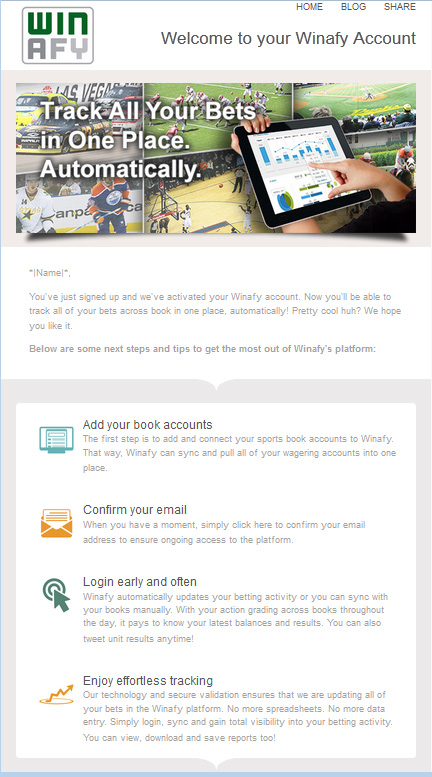 WIN
AFY
HOME BLOG SHARE
Welcome to your Winafy Account
LAS VEGAS
Track All Your Bets
in One Place.
Automatically.
*|Name|*,
You've just signed up and we've activated your Winafy account. Now you'll be able to
track all of your bets across book in one place, automatically! Pretty cool huh? We hope
you like it.
Below are some next steps and tips to get the most out of Winafy's platform:
Add your book accounts
The first step is to add and connect your sports book accounts to Winafy.
That way, Winafy can sync and pull all of your wagering accounts into one
place.
Confirm your email
When you have a moment, simply click here to confirm your email
address to ensure ongoing access to the platform.
Login early and often
Winafy automatically updates your betting activity or you can sync with
your books manually. With your action grading across books throughout
the day, it pays to know your latest balances and results. You can also
tweet unit results anytime!
Enjoy effortless tracking
Our technology and secure validation ensures that we are updating all of
your bets in the Winafy platform. No more spreadsheets. No more data
entry. Simply login, sync and gain total visibility into your betting activity.
You can view, download and save reports too!